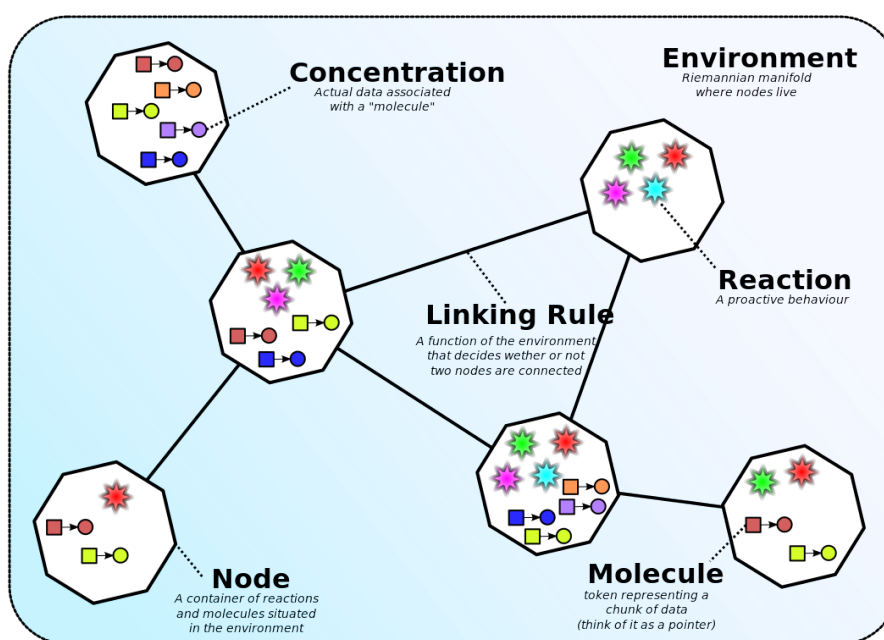 Concentration
Actual data associated
with a "molecule"
Environment
Riemannian manifold
where nodes live
Reaction
A proactive behaviour
Linking Rule
A function of the environment
that decides wether or not
two nodes are connected
Node
A container of reactions
and molecules situated
in the environment
Molecule
token representing a
chunk of data
(think of it as a pointer)